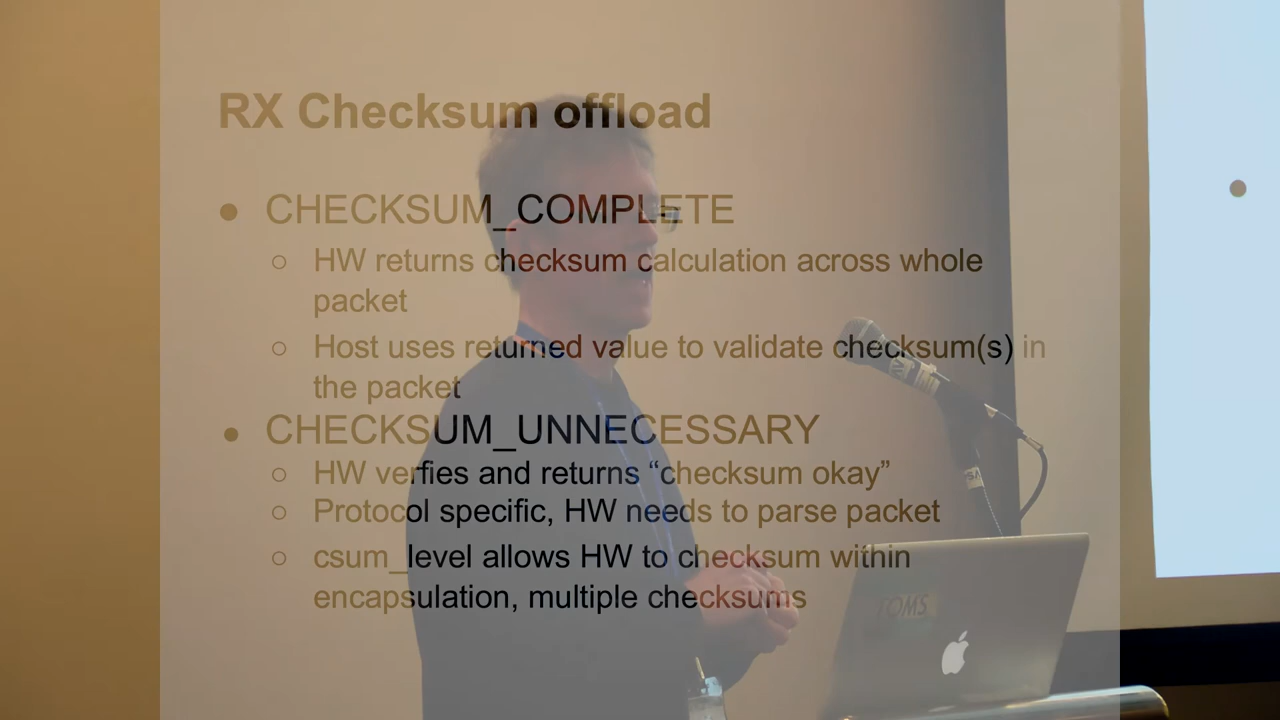 RX Checksum offload
● CHECKSUM_COMPLETE
○ HW returns checksum calculation across whole
packet
○ Host uses returned value to validate checksum(s) in
the packet
● CHECKSUM_UNNECESSARY
○ HW verfies and returns “checksum okay”
○ Protocol specific, HW needs to parse packet
○ csum_level allows HW to checksum within
encapsulation, multiple checksums
TOMS